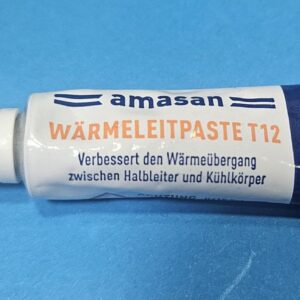 amasan
WÄRMELEITPASTE T12
Verbessert den Wärmeübergang
zwischen Halbleiter und Kühlkörper